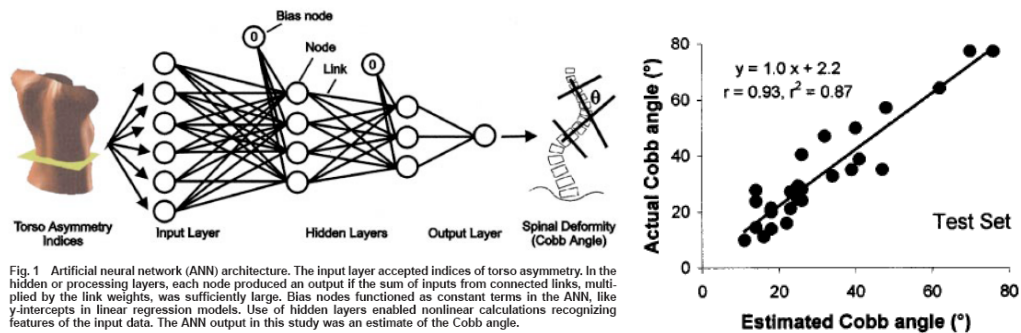 Bias node
0
Node
Link
0
θ
Torso Asymmetry
Indices
Input Layer
Hidden Layers
Output Layer
Spinal Deformity
(Cobb Angle)
Fig. 1 Artificial neural network (ANN) architecture. The input layer accepted indices of torso asymmetry. In the
hidden or processing layers, each node produced an output if the sum of inputs from connected links, multi-
plied by the link weights, was sufficiently large. Bias nodes functioned as constant terms in the ANN, like
y-intercepts in linear regression models. Use of hidden layers enabled nonlinear calculations recognizing
features of the input data. The ANN output in this study was an estimate of the Cobb angle.
Actual Cobb angle (°)
80
60
40
20
0
y = 1.0 x + 2.2
r = 0.93, r² = 0.87
Test Set
0 20 40 60 80
Estimated Cobb angle (°)